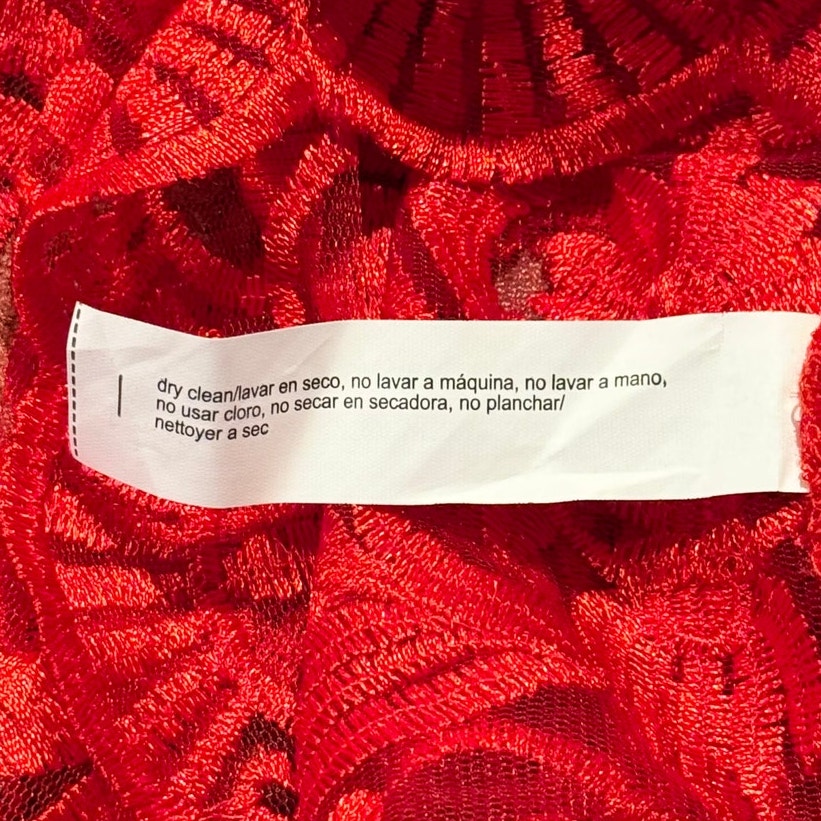 dry clean/lavar en seco, no lavar a máquina, no lavar a mano,
no usar cloro, no secar en secadora, no planchar/
nettoyer a sec